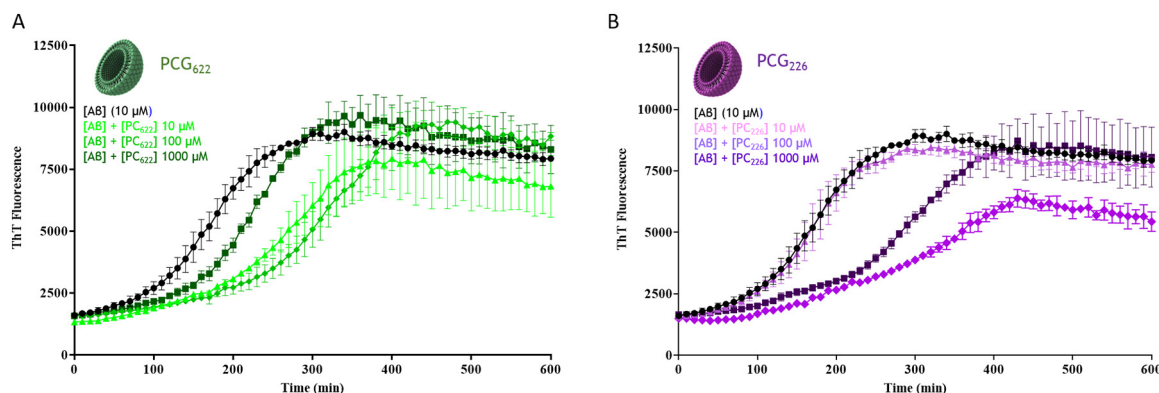 A
PCG622
[AB] (10 µM)
[AB] + [PC622] 10 µM
[AB] + [PC622] 100 µM
[AB] + [PC622] 1000 µM
ThT Fluorescence
12500
10000
7500
5000
2500
0
0 100 200 300 400 500 600
Time (min)
B
PCG226
[AB] (10 µM)
[AB] + [PC226] 10 µM
[AB] + [PC226] 100 µM
[AB] + [PC226] 1000 µM
ThT Fluorescence
12500
10000
7500
5000
2500
0
0 100 200 300 400 500 600
Time (min)